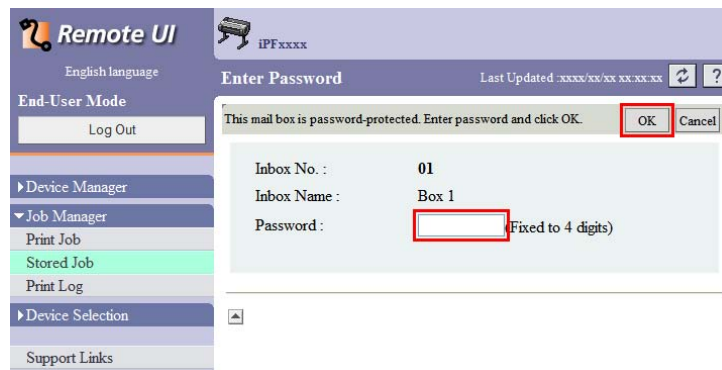 Remote UI
iPFxxxx
English language
Enter Password
Last Updated :xxxx/xx/xx xx:xx:xx
?
End-User Mode
Log Out
This mail box is password-protected. Enter password and click OK.
OK
Cancel
Inbox No. : 01
Inbox Name : Box 1
Password : (Fixed to 4 digits)
Device Manager
Job Manager
Print Job
Stored Job
Print Log
Device Selection
Support Links